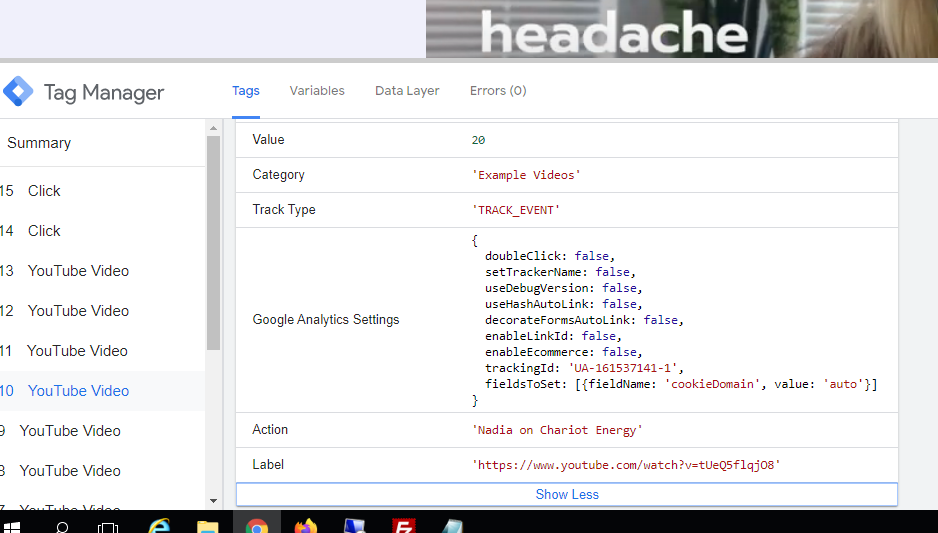 headache
Tag Manager
Tags Variables Data Layer Errors (0)
Summary
15 Click
14 Click
13 YouTube Video
12 YouTube Video
11 YouTube Video
10 YouTube Video
9 YouTube Video
8 YouTube Video
7 YouTube Video
Value 20
Category 'Example Videos'
Track Type 'TRACK_EVENT'
Google Analytics Settings
{
doubleClick: false,
setTrackerName: false,
useDebugVersion: false,
useHashAutoLink: false,
decorateFormsAutoLink: false,
enableLinkId: false,
enableEcommerce: false,
trackingId: 'UA-161537141-1',
fieldsToSet: [{fieldName: 'cookieDomain', value: 'auto'}]
}
Action 'Nadia on Chariot Energy'
Label 'https://www.youtube.com/watch?v=tUeQ5flqjO8'
Show Less